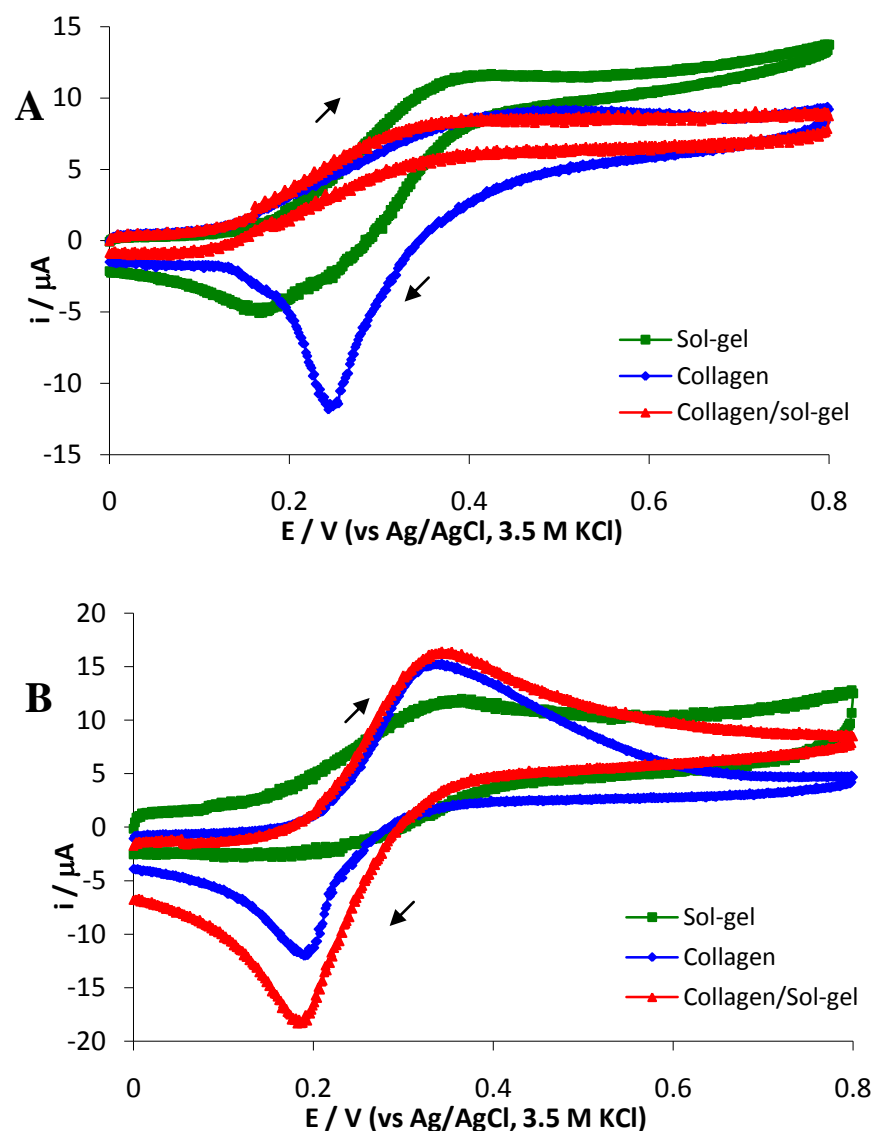 A
15
10
5
0
-5
-10
-15
i / µA
0
0.2
0.4
0.6
0.8
E / V (vs Ag/AgCl, 3.5 M KCl)
Sol-gel
Collagen
Collagen/sol-gel
B
20
15
10
5
0
-5
-10
-15
-20
i / µA
0
0.2
0.4
0.6
0.8
E / V (vs Ag/AgCl, 3.5 M KCl)
Sol-gel
Collagen
Collagen/Sol-gel